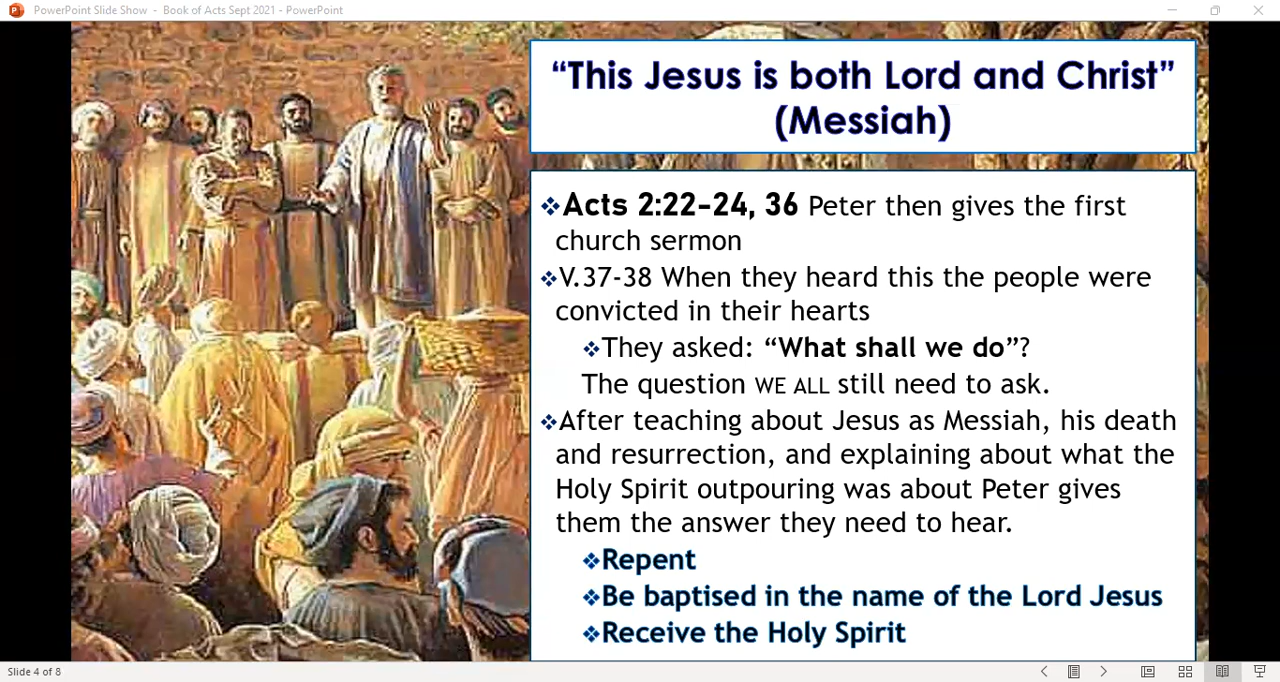 PowerPoint Slide Show - Book of Acts Sept 2021 - PowerPoint
“This Jesus is both Lord and Christ”
(Messiah)
❖Acts 2:22-24, 36 Peter then gives the first
church sermon
❖V.37-38 When they heard this the people were
convicted in their hearts
❖They asked: “What shall we do”?
The question WE ALL still need to ask.
❖After teaching about Jesus as Messiah, his death
and resurrection, and explaining about what the
Holy Spirit outpouring was about Peter gives
them the answer they need to hear.
❖Repent
❖Be baptised in the name of the Lord Jesus
❖Receive the Holy Spirit
Slide 4 of 8